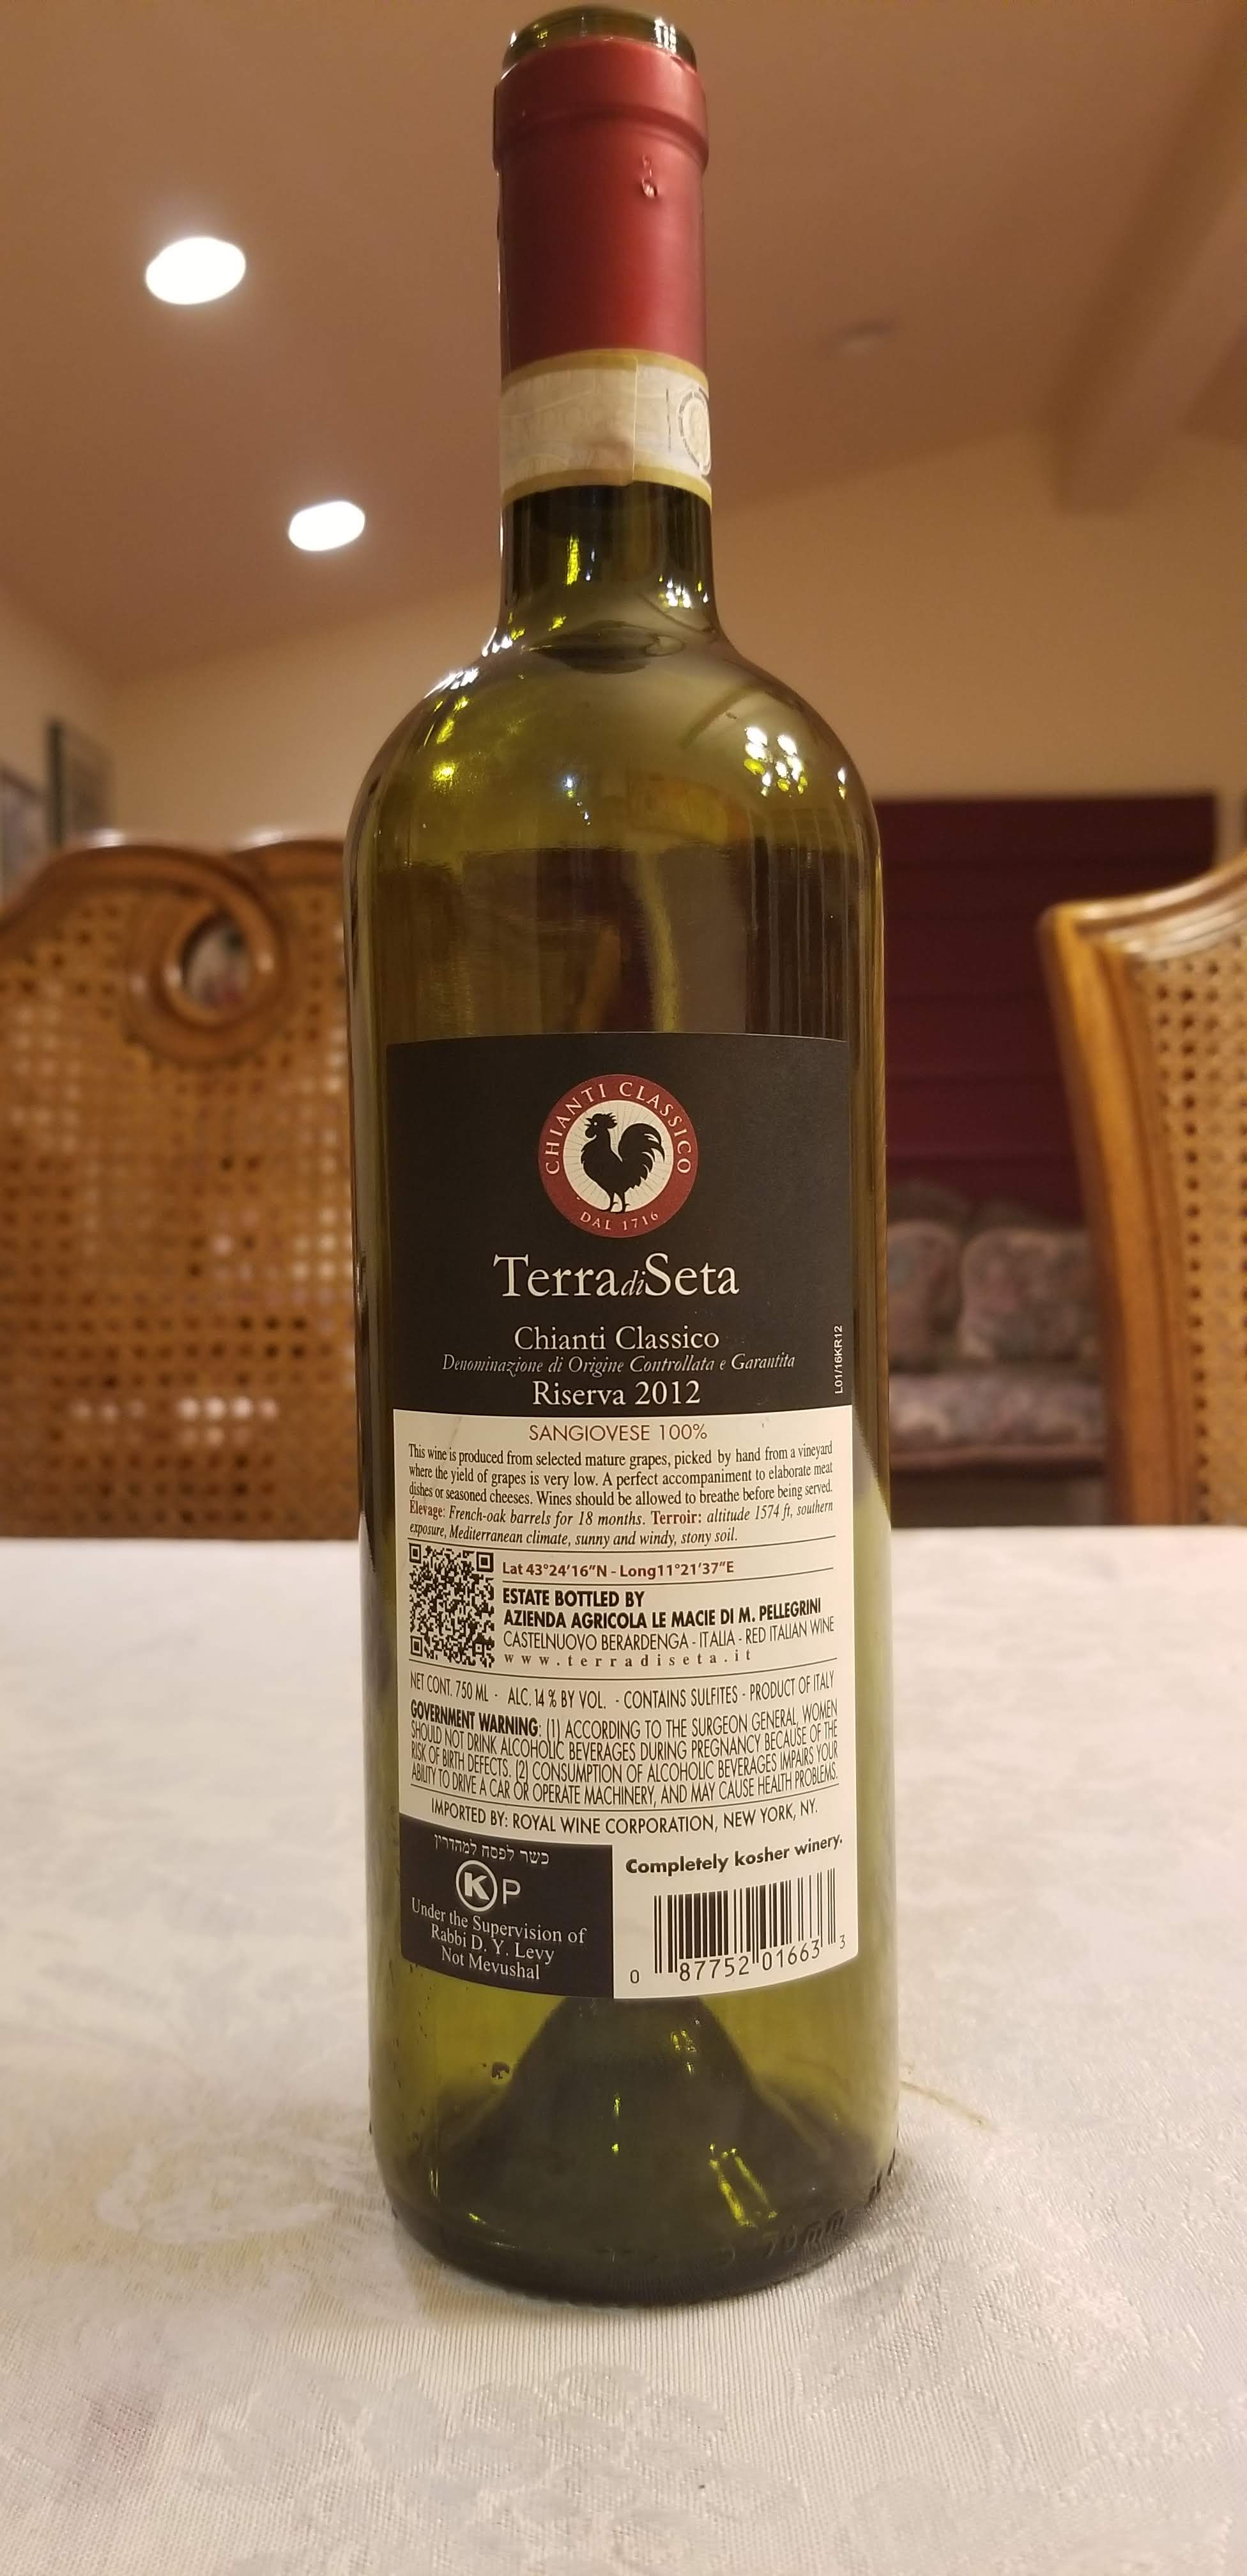 CHIANTI CLASSICO
DAL 1716
TerradiSeta
Chianti Classico
Denominazione di Origine Controllata e Garantita
Riserva 2012
L01/16KR12
SANGIOVESE 100%
This wine is produced from selected mature grapes, picked by hand from a vineyard
where the yield of grapes is very low. A perfect accompaniment to elaborate meat
dishes or seasoned cheeses. Wines should be allowed to breathe before being served.
Élevage: French-oak barrels for 18 months. Terroir: altitude 1574 ft, southern
exposure, Mediterranean climate, sunny and windy, stony soil.
Lat 43°24'16"N - Long11°21'37"E
ESTATE BOTTLED BY
AZIENDA AGRICOLA LE MACIE DI M. PELLEGRINI
CASTELNUOVO BERARDENGA - ITALIA - RED ITALIAN WINE
www.terradiseta.it
NET CONT. 750 ML - ALC. 14 % BY VOL. - CONTAINS SULFITES - PRODUCT OF ITALY
GOVERNMENT WARNING: (1) ACCORDING TO THE SURGEON GENERAL, WOMEN
SHOULD NOT DRINK ALCOHOLIC BEVERAGES DURING PREGNANCY BECAUSE OF THE
RISK OF BIRTH DEFECTS. (2) CONSUMPTION OF ALCOHOLIC BEVERAGES IMPAIRS YOUR
ABILITY TO DRIVE A CAR OR OPERATE MACHINERY, AND MAY CAUSE HEALTH PROBLEMS.
IMPORTED BY: ROYAL WINE CORPORATION, NEW YORK, NY.
כשר לפסח למהדרין
K P
Under the Supervision of
Rabbi D. Y. Levy
Not Mevushal
Completely kosher winery.
0 87752 01663 3